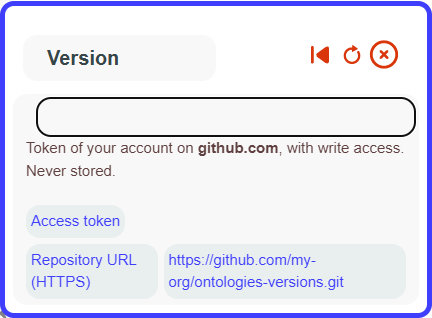 Version
Token of your account on github.com, with write access.
Never stored.
Access token
Repository URL
(HTTPS)
https://github.com/my-
org/ontologies-versions.git